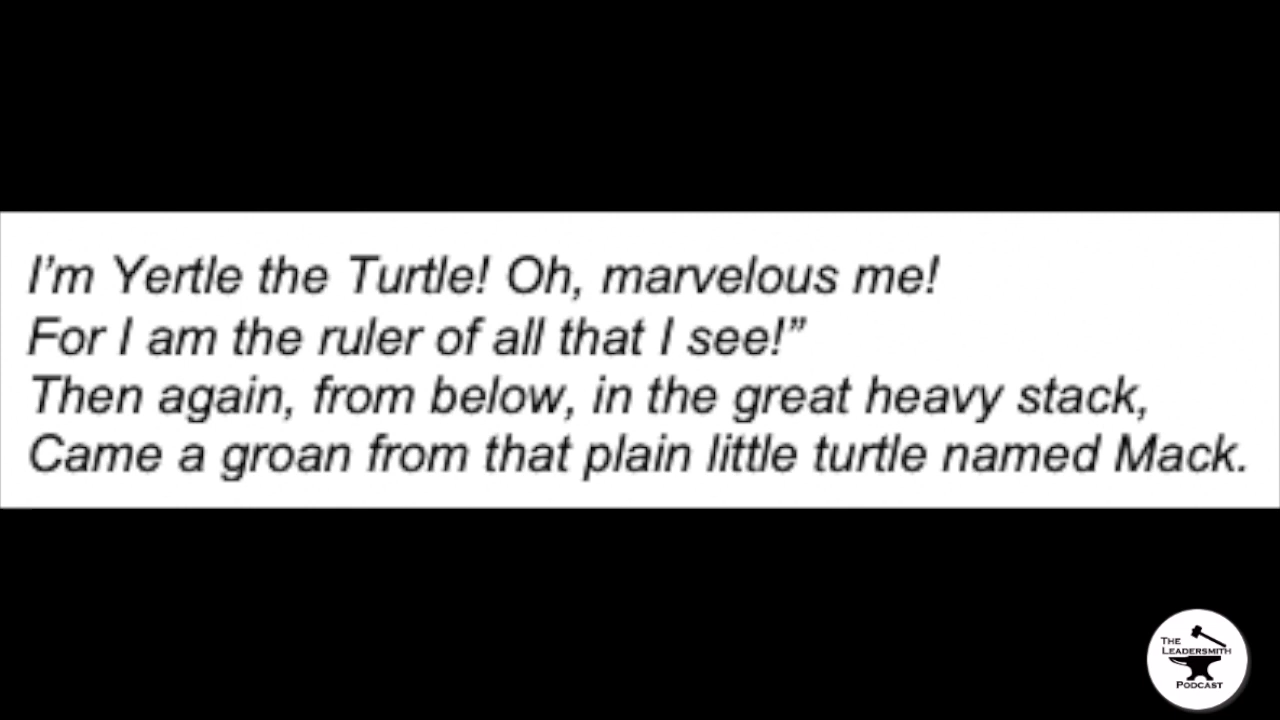 I'm Yertle the Turtle! Oh, marvelous me!
For I am the ruler of all that I see!”
Then again, from below, in the great heavy stack,
Came a groan from that plain little turtle named Mack.
THE
LEADERSMITH
PODCAST